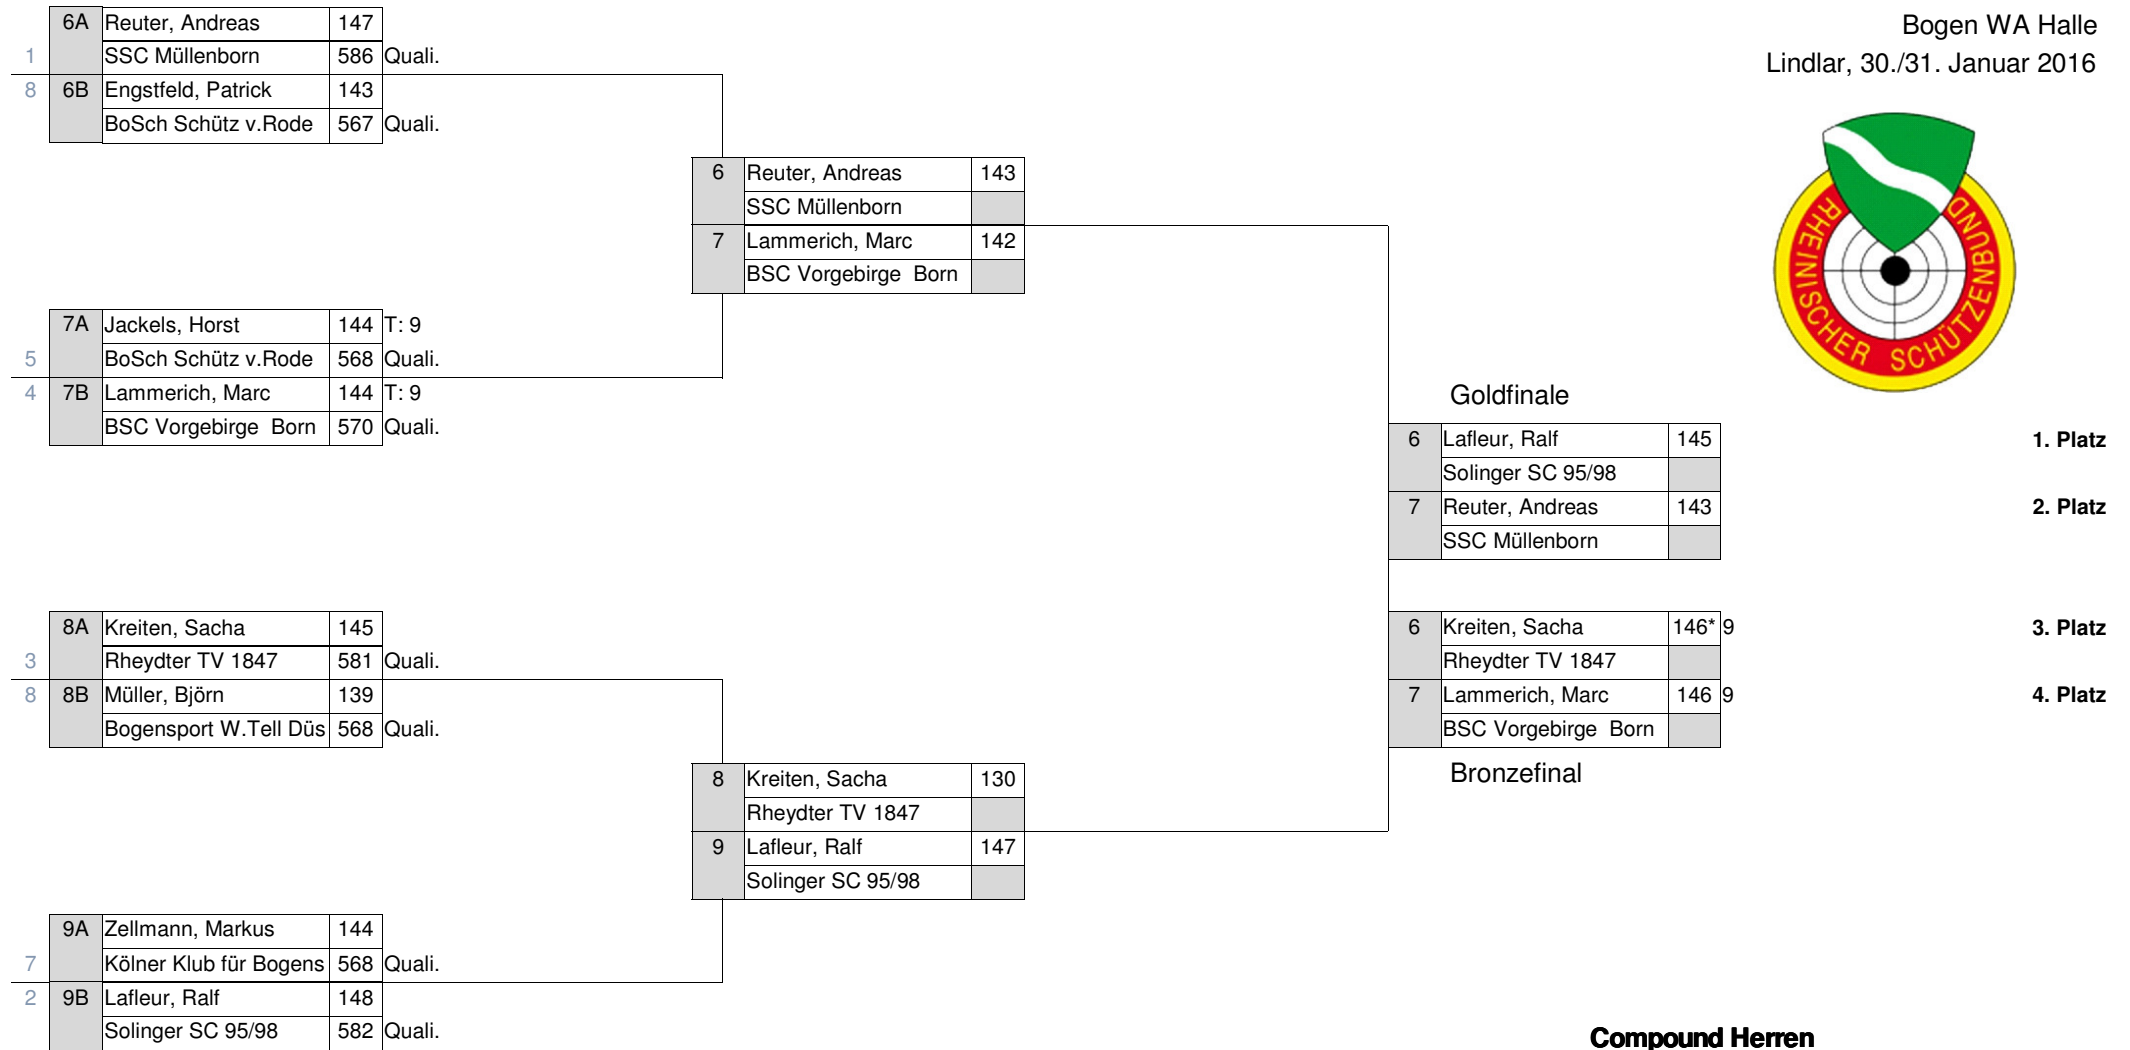 Bogen WA Halle
Lindlar, 30./31. Januar 2016
RHEINISCHER SCHÜTZENBUND
6A Reuter, Andreas 147
1 SSC Müllenborn 586 Quali.
8 6B Engstfeld, Patrick 143
BoSch Schütz v.Rode 567 Quali.
6 Reuter, Andreas 143
SSC Müllenborn
7 Lammerich, Marc 142
BSC Vorgebirge Born
7A Jackels, Horst 144 T: 9
5 BoSch Schütz v.Rode 568 Quali.
4 7B Lammerich, Marc 144 T: 9
BSC Vorgebirge Born 570 Quali.
Goldfinale
6 Lafleur, Ralf 145 1. Platz
Solinger SC 95/98
7 Reuter, Andreas 143 2. Platz
SSC Müllenborn
8A Kreiten, Sacha 145
3 Rheydter TV 1847 581 Quali.
8 8B Müller, Björn 139
Bogensport W.Tell Düs 568 Quali.
6 Kreiten, Sacha 146* 9 3. Platz
Rheydter TV 1847
7 Lammerich, Marc 146 9 4. Platz
BSC Vorgebirge Born
Bronzefinal
8 Kreiten, Sacha 130
Rheydter TV 1847
9 Lafleur, Ralf 147
Solinger SC 95/98
9A Zellmann, Markus 144
7 Kölner Klub für Bogens 568 Quali.
2 9B Lafleur, Ralf 148
Solinger SC 95/98 582 Quali.
Compound Herren